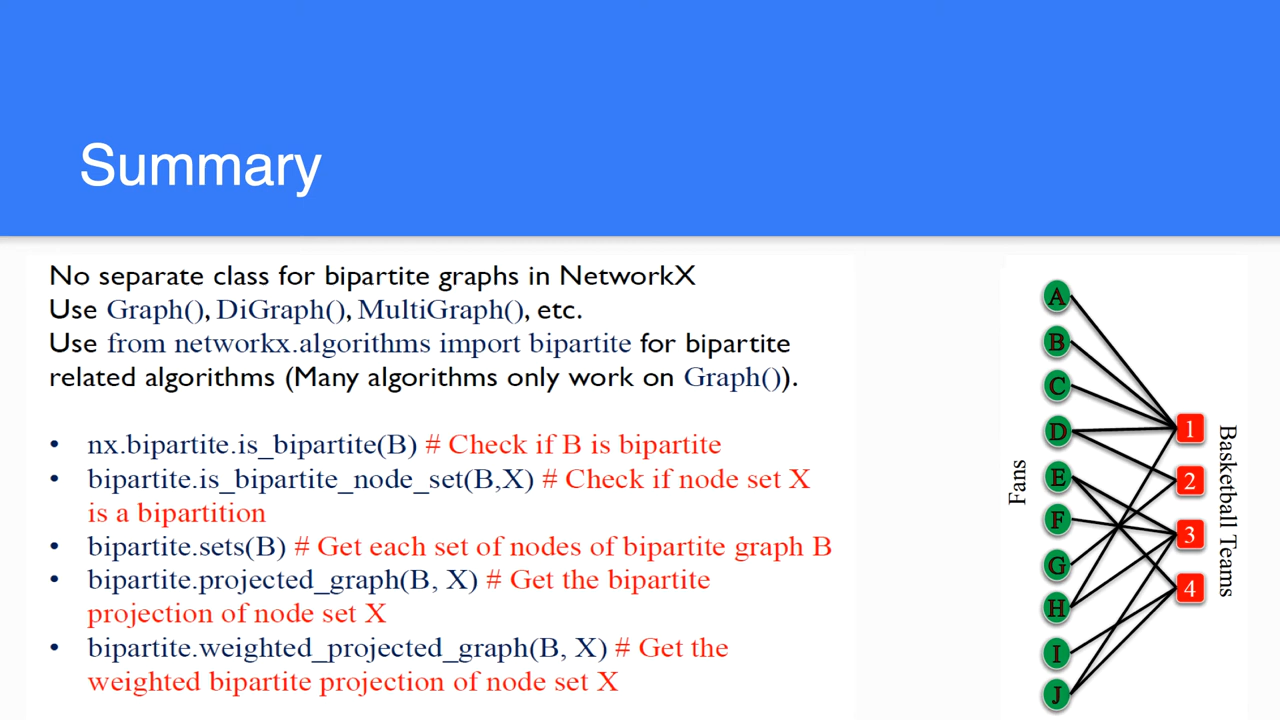 Summary
No separate class for bipartite graphs in NetworkX
Use Graph(), DiGraph(), MultiGraph(), etc.
Use from networkx.algorithms import bipartite for bipartite
related algorithms (Many algorithms only work on Graph()).
• nx.bipartite.is_bipartite(B) # Check if B is bipartite
• bipartite.is_bipartite_node_set(B,X) # Check if node set X
is a bipartition
• bipartite.sets(B) # Get each set of nodes of bipartite graph B
• bipartite.projected_graph(B, X) # Get the bipartite
projection of node set X
• bipartite.weighted_projected_graph(B, X) # Get the
weighted bipartite projection of node set X
Fans
A
B
C
D
E
F
G
H
I
J
1
2
3
4
Basketball Teams